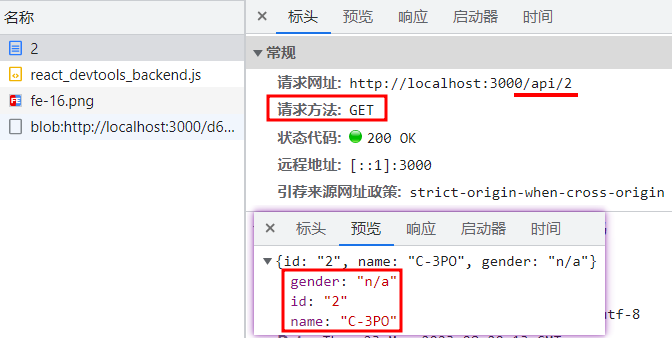 名称
2
react_devtools_backend.js
fe-16.png
blob:http://localhost:3000/d6...
× 标头 预览 响应 启动器 时间
▼常规
请求网址: http://localhost:3000/api/2
请求方法: GET
状态代码: 200 OK
远程地址: [::1]:3000
引荐来源网址政策: strict-origin-when-cross-origin
× 标头 预览 响应 启动器 时间
▼{id: "2", name: "C-3PO", gender: "n/a"}
gender: "n/a"
id: "2"
name: "C-3PO"
utf-8